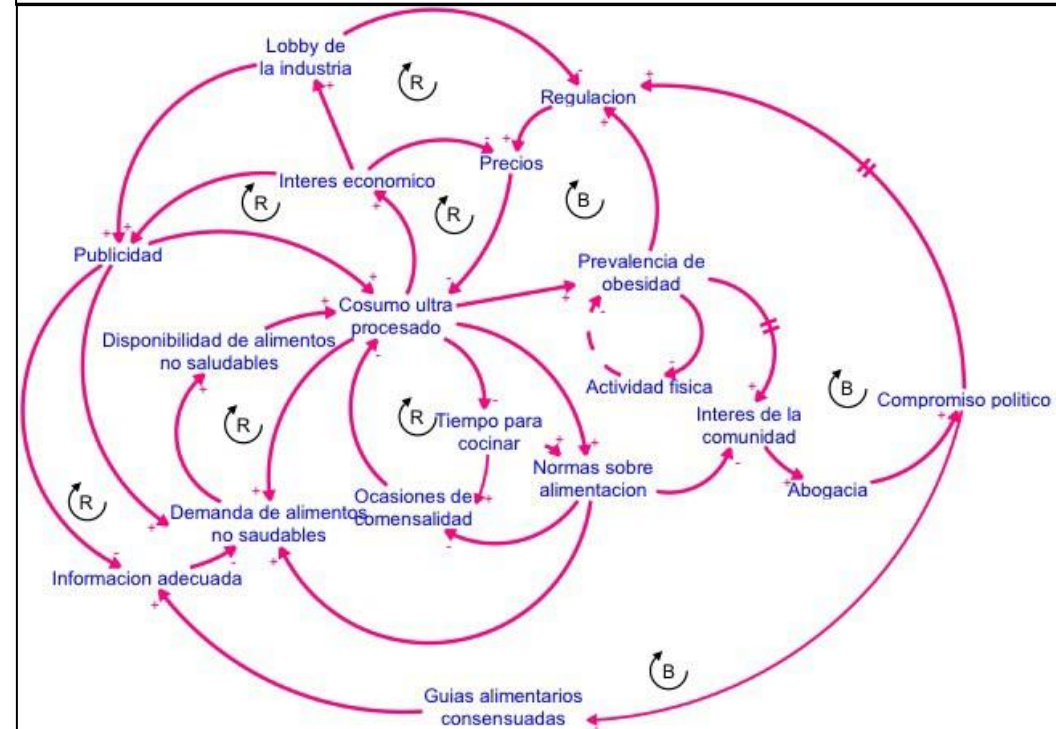 Lobby de
la industria
R
Regulacion
Precios
Interes economico
R
R
B
Publicidad
Prevalencia de
obesidad
Cosumo ultra
procesado
Disponibilidad de alimentos
no saludables
Actividad fisica
B
Compromiso politico
R
R
Tiempo para
cocinar
Interes de la
comunidad
Normas sobre
alimentacion
Abogacia
R
Demanda de alimentos
no saudables
Ocasiones de
comensalidad
Informacion adecuada
B
Guias alimentarios
consensuadas